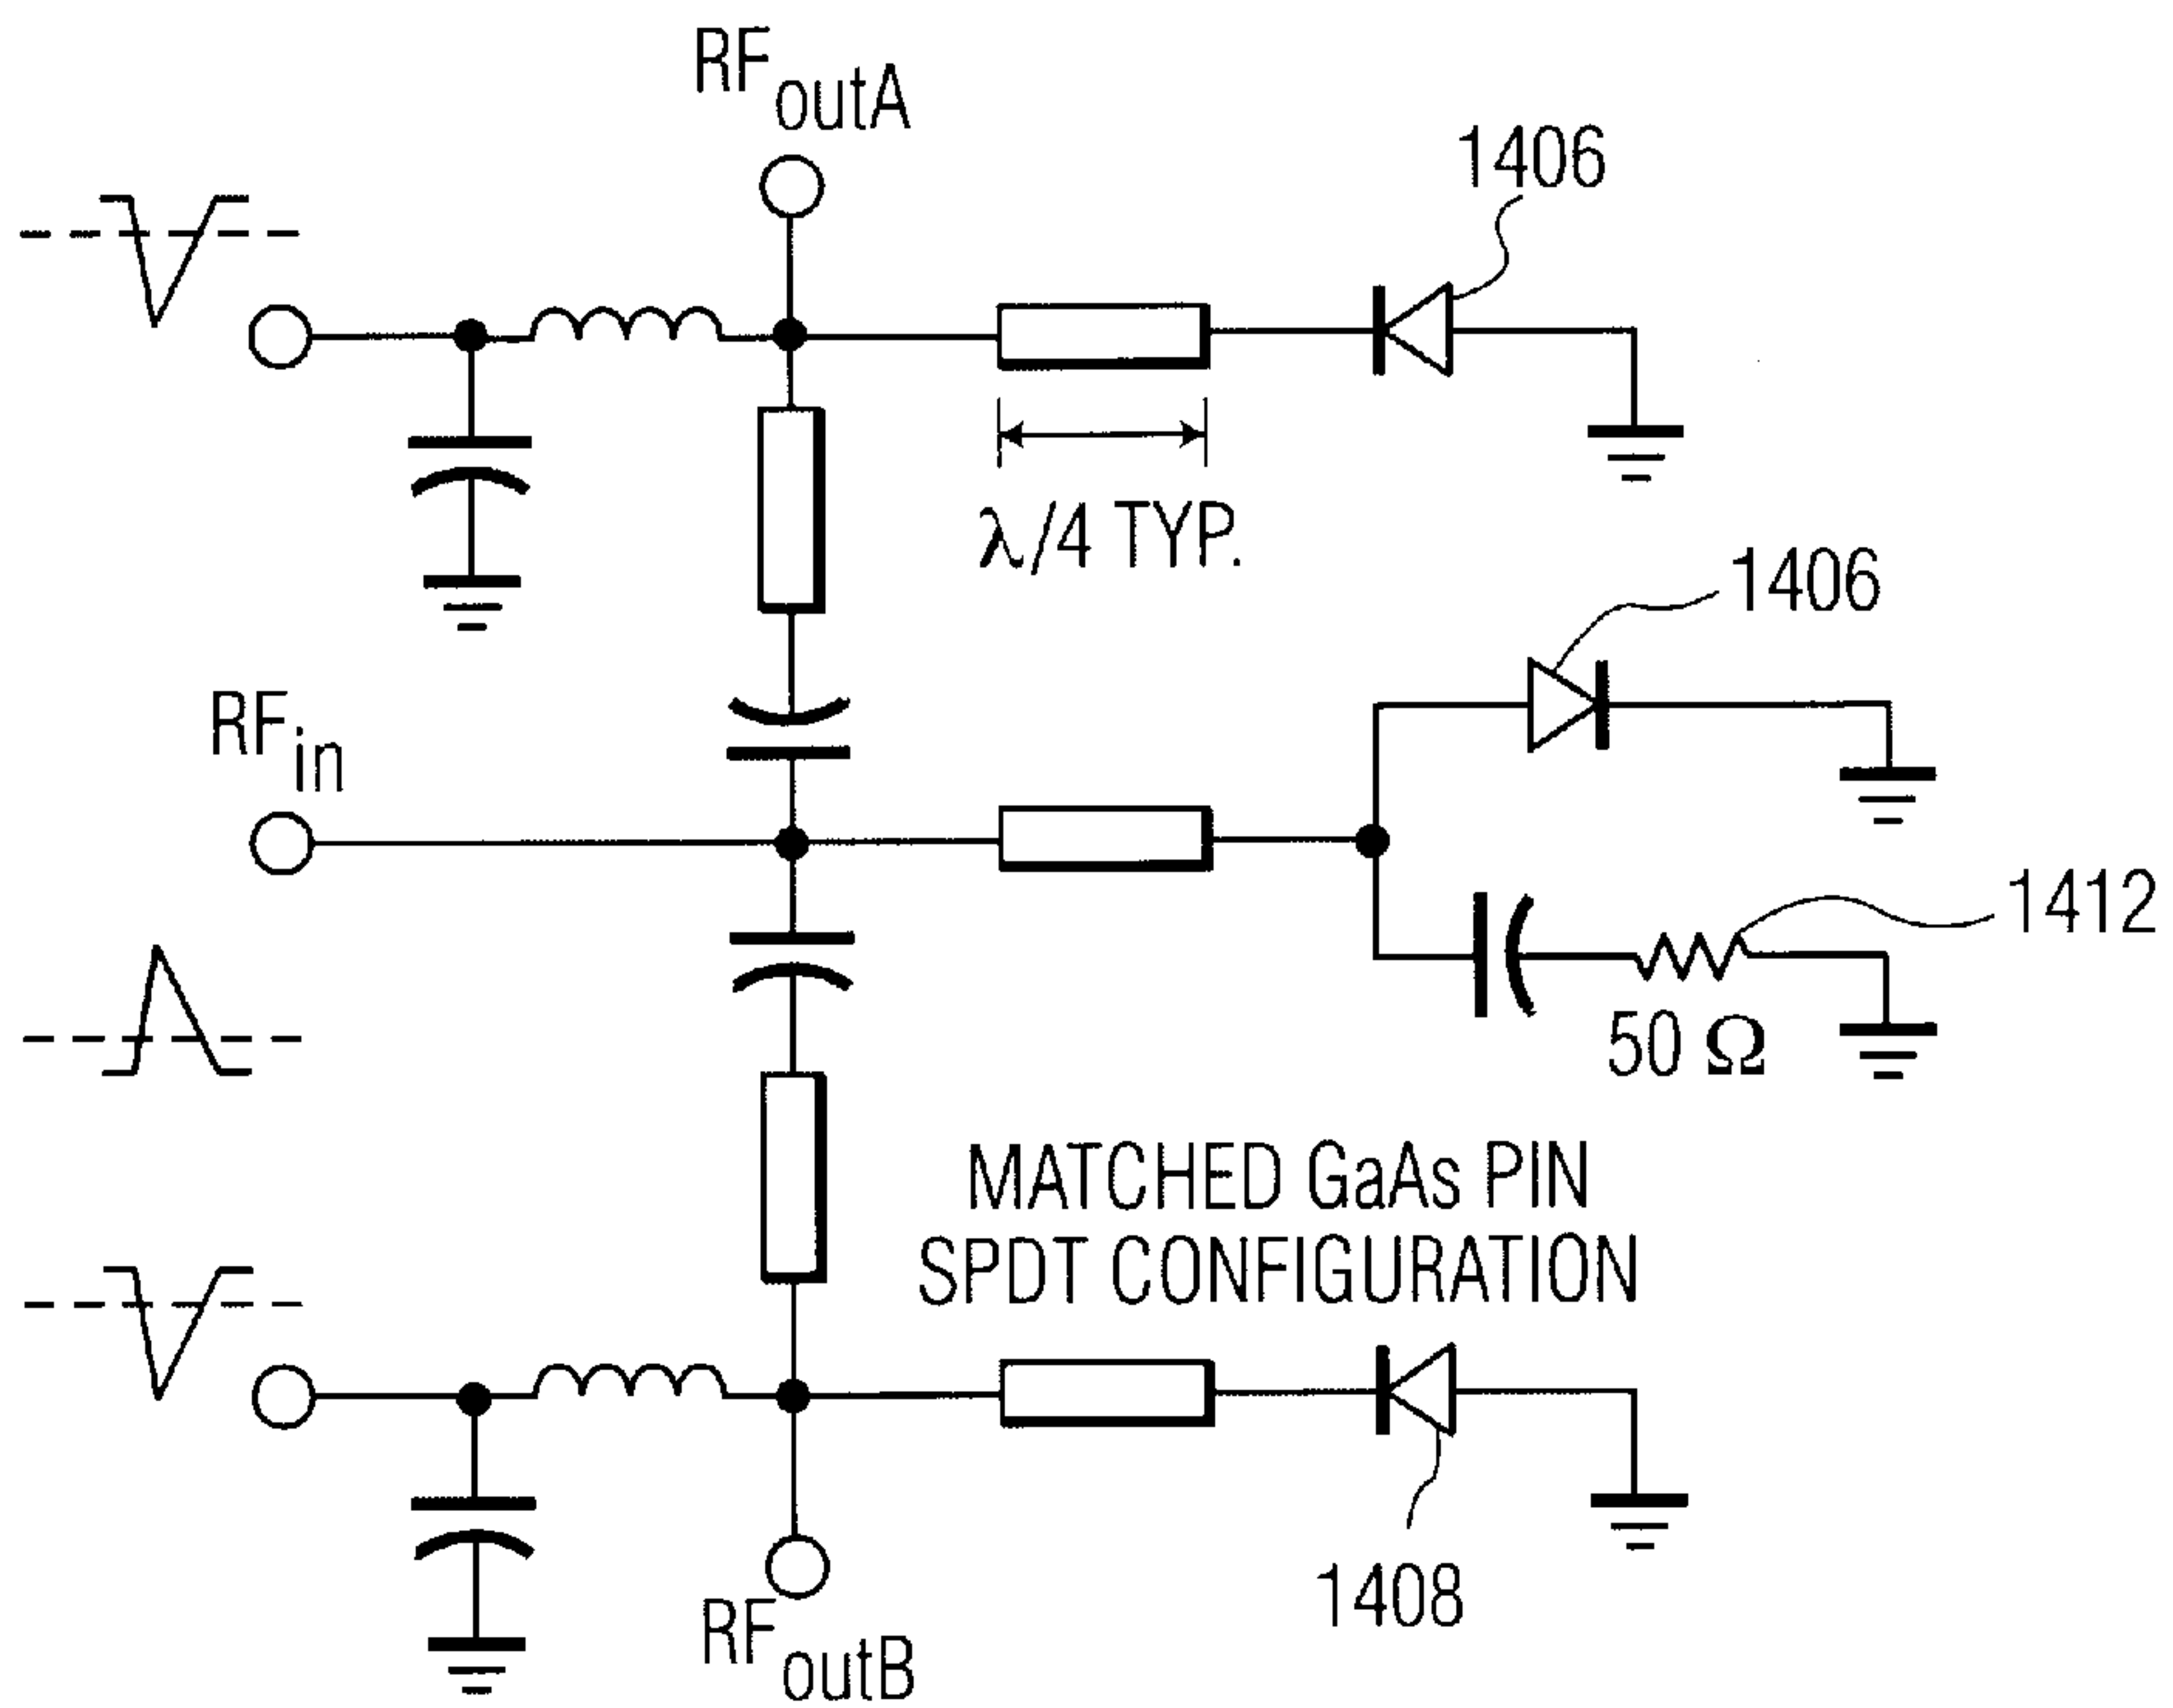 RFoutA
1406
λ/4 TYP.
1406
RFin
1412
50 Ω
MATCHED GaAs PIN
SPDT CONFIGURATION
1408
RFoutB